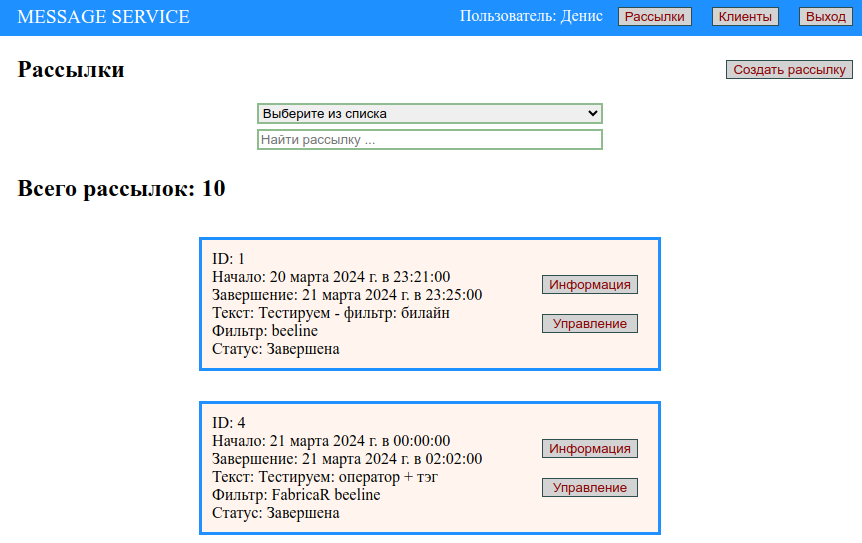 MESSAGE SERVICE Пользователь: Денис Рассылки Клиенты Выход
Рассылки Создать рассылку
Выберите из списка
Найти рассылку ...
Всего рассылок: 10
ID: 1
Начало: 20 марта 2024 г. в 23:21:00
Завершение: 21 марта 2024 г. в 23:25:00
Текст: Тестируем - фильтр: билайн
Фильтр: beeline
Статус: Завершена
Информация
Управление
ID: 4
Начало: 21 марта 2024 г. в 00:00:00
Завершение: 21 марта 2024 г. в 02:02:00
Текст: Тестируем: оператор + тэг
Фильтр: FabricaR beeline
Статус: Завершена
Информация
Управление